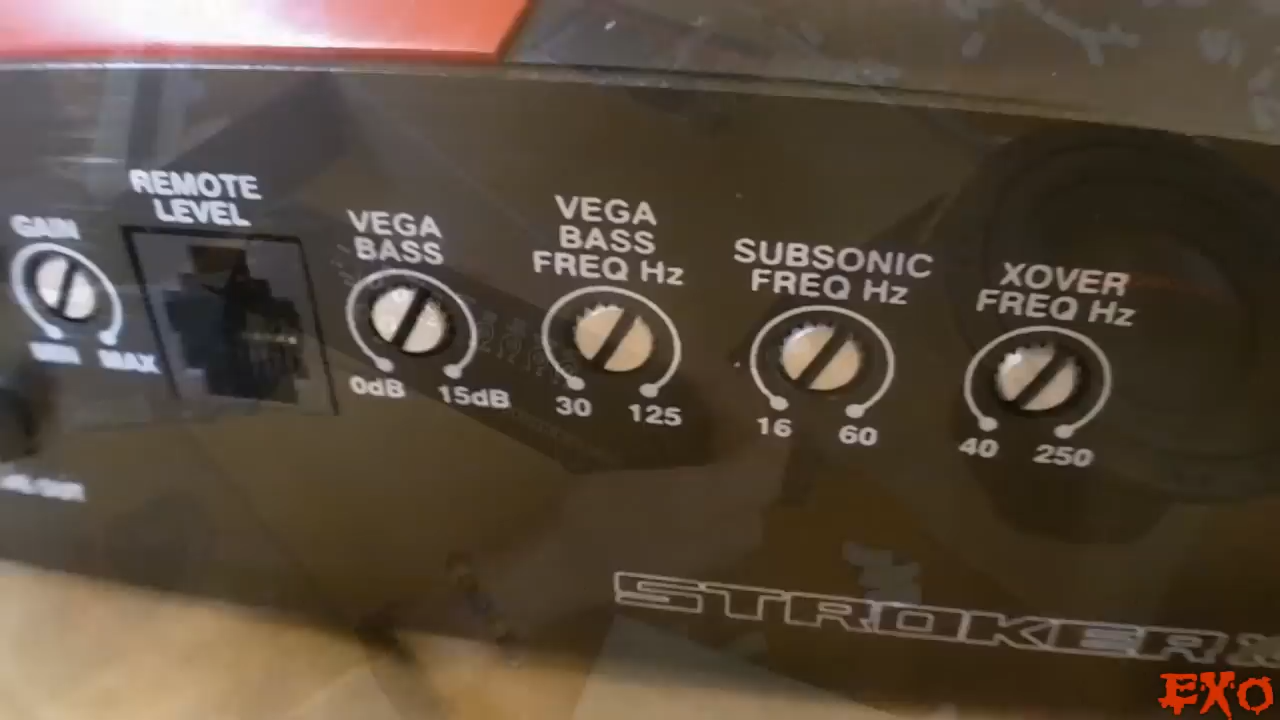 GAIN
MIN MAX
REMOTE
LEVEL
VEGA
BASS
0dB 15dB
VEGA
BASS
FREQ Hz
30 125
SUBSONIC
FREQ Hz
16 60
XOVER
FREQ Hz
40 250
STROKER
EXO